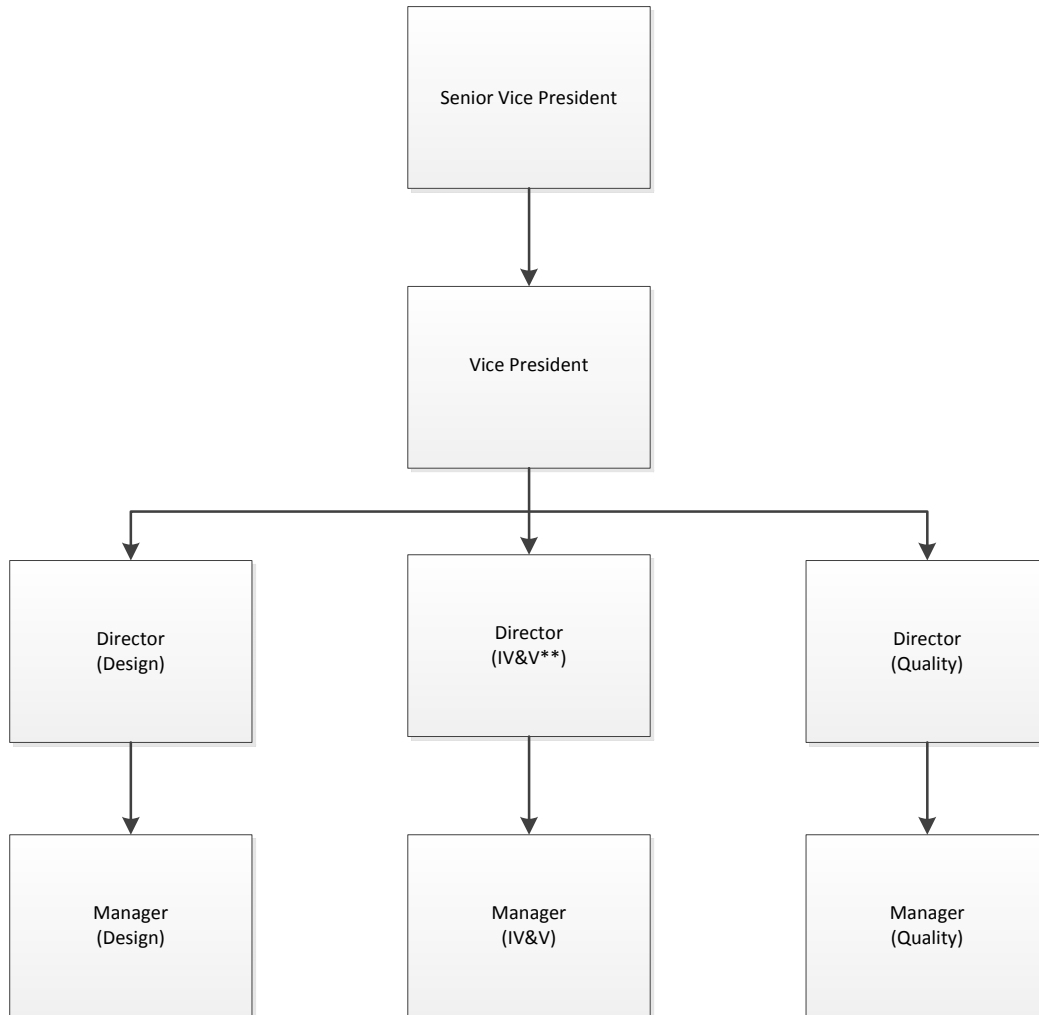 Senior Vice President
Vice President
Director
(Design)
Director
(IV&V**)
Director
(Quality)
Manager
(Design)
Manager
(IV&V)
Manager
(Quality)